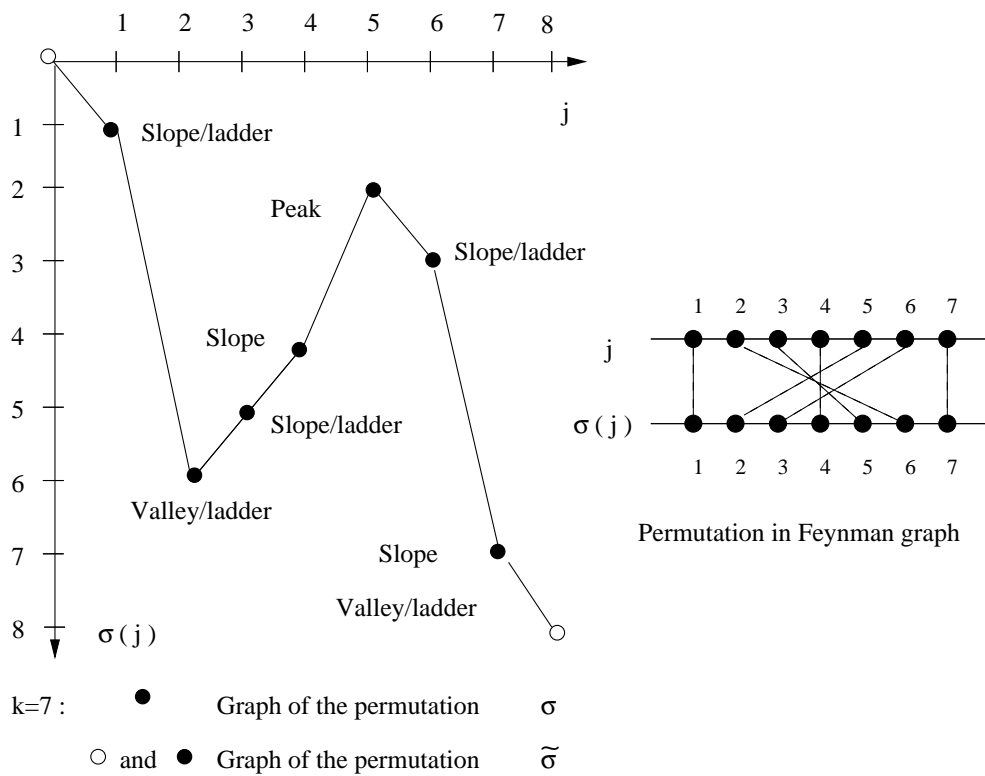 1 2 3 4 5 6 7 8
j
1
Slope/ladder
2
Peak
3
Slope/ladder
4
Slope
5
Slope/ladder
6
Valley/ladder
7
Slope
Valley/ladder
8
σ ( j )
1 2 3 4 5 6 7
j
σ ( j )
1 2 3 4 5 6 7
Permutation in Feynman graph
k=7 : Graph of the permutation σ
and Graph of the permutation σ̃